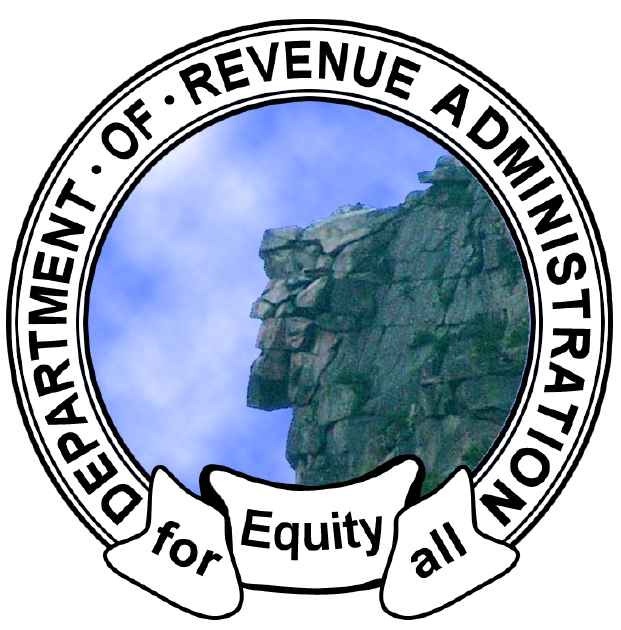 DEPARTMENT · OF · REVENUE ADMINISTRATION
for Equity all